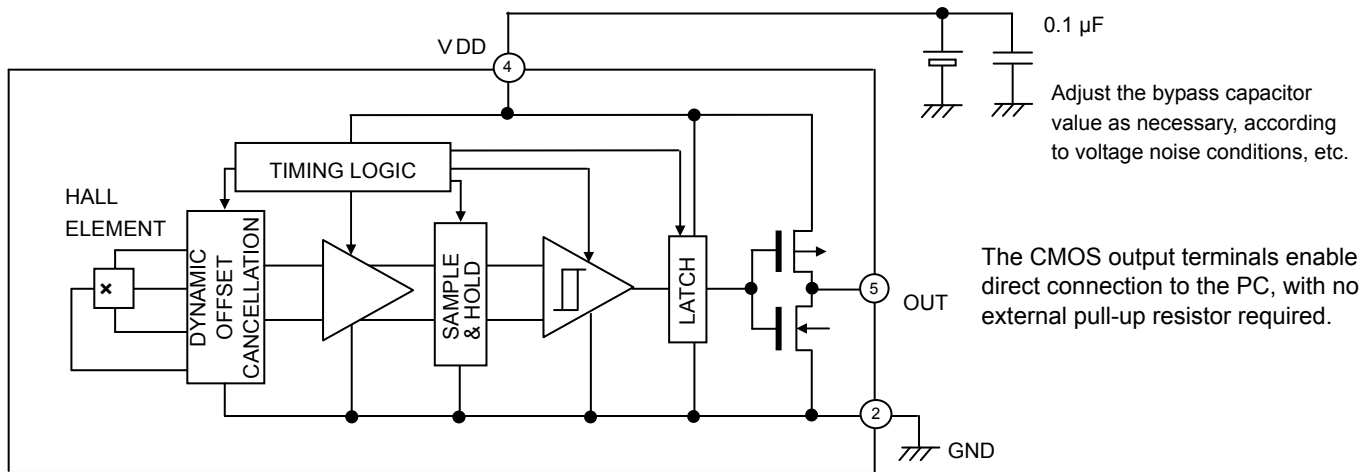 0.1 µF
VDD
4
Adjust the bypass capacitor
value as necessary, according
to voltage noise conditions, etc.
TIMING LOGIC
HALL
ELEMENT
DYNAMIC
OFFSET
CANCELLATION
×
SAMPLE
& HOLD
LATCH
5
OUT
The CMOS output terminals enable
direct connection to the PC, with no
external pull-up resistor required.
2
GND